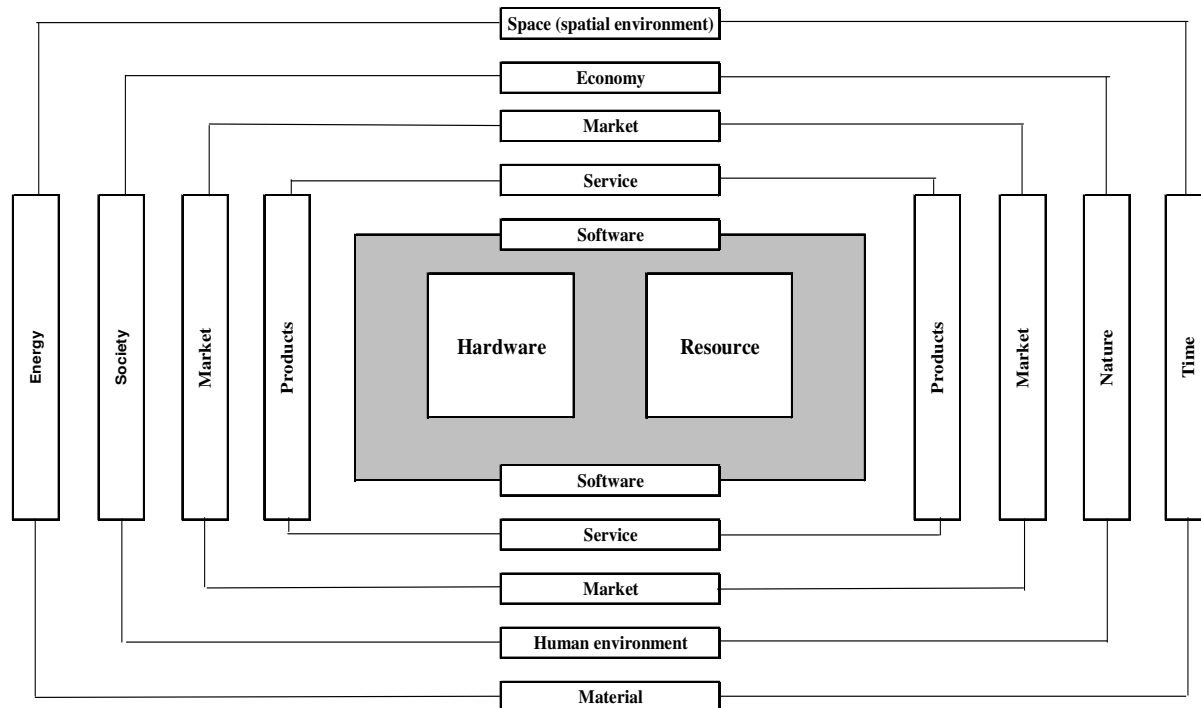 Space (spatial environment)
Economy
Market
Service
Software
Energy
Society
Market
Products
Hardware
Resource
Products
Market
Nature
Time
Software
Service
Market
Human environment
Material